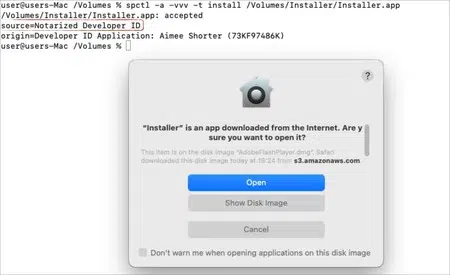 user@users-Mac /Volumes % spctl -a -vvv -t install /Volumes/Installer/Installer.app
/Volumes/Installer/Installer.app: accepted
source=Notarized Developer ID
origin=Developer ID Application: Aimee Shorter (73KF97486K)
user@users-Mac /Volumes %
?
"Installer" is an app downloaded from the Internet. Are y
sure you want to open it?
This item is on the disk image "AdobeFlashPlayer.dmg". Safari
downloaded this disk image today at 19:24 from s3.amazonaws.com.
Open
Show Disk Image
Cancel
Don't warn me when opening applications on this disk image